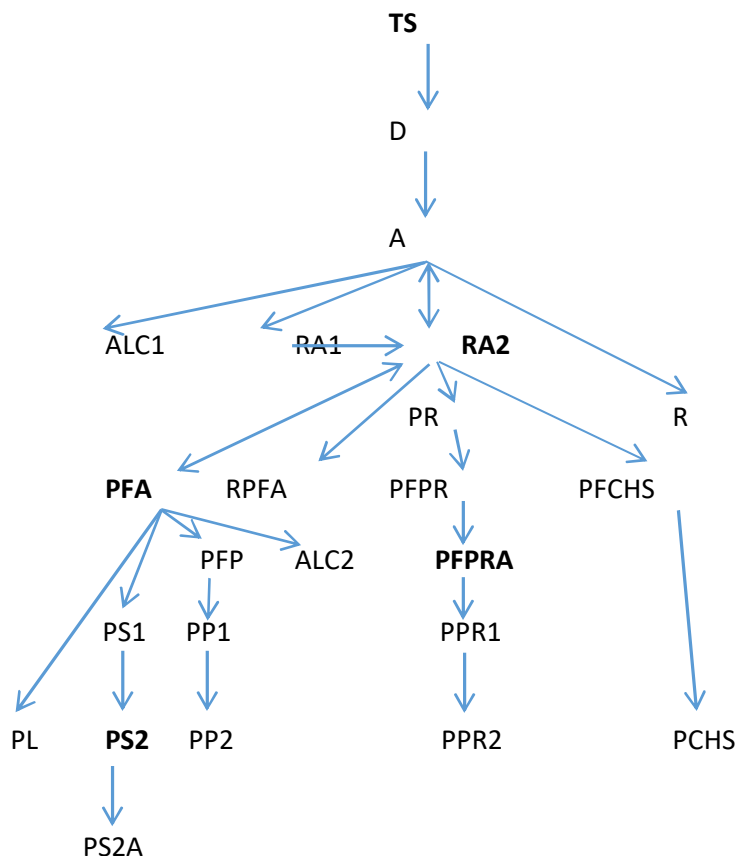 TS
D
A
ALC1 RA1 RA2
PR R
PFA RPFA PFPR PFCHS
PFP ALC2 PFPRA
PS1 PP1 PPR1
PL PS2 PP2 PPR2 PCHS
PS2A